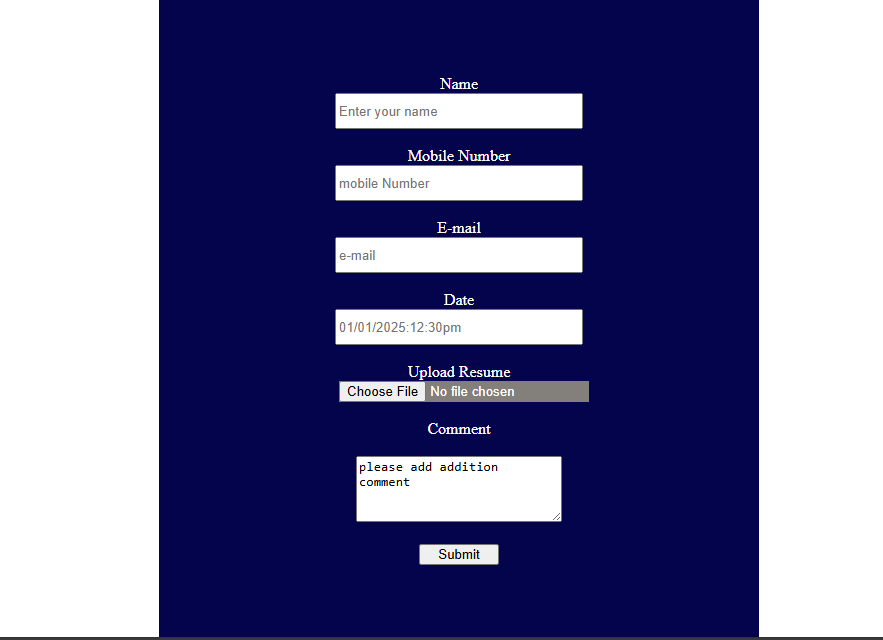 Name
Enter your name
Mobile Number
mobile Number
E-mail
e-mail
Date
01/01/2025:12:30pm
Upload Resume
Choose File No file chosen
Comment
please add addition
comment
Submit